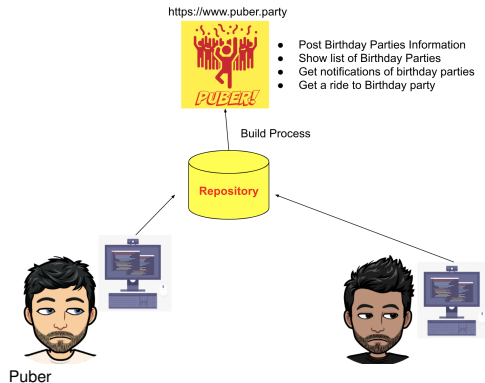 https://www.puber.party
PUBER!
● Post Birthday Parties Information
● Show list of Birthday Parties
● Get notifications of birthday parties
● Get a ride to Birthday party
Build Process
Repository
Puber